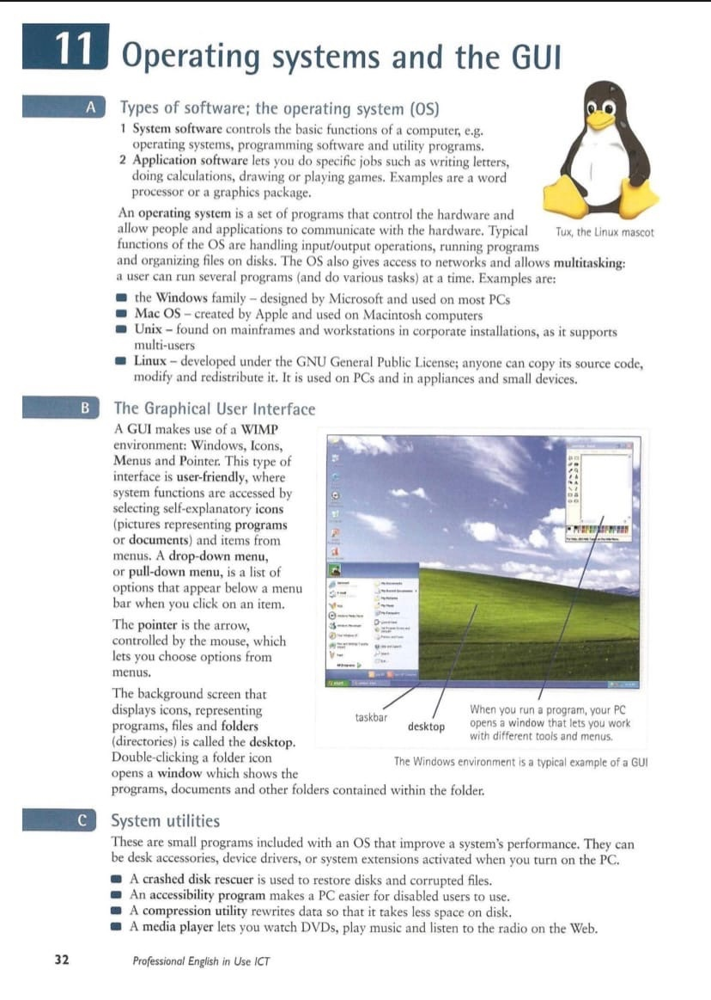 11
Operating systems and the GUI
A
Types of software; the operating system (OS)
1 System software controls the basic functions of a computer, e.g.
operating systems, programming software and utility programs.
2 Application software lets you do specific jobs such as writing letters,
doing calculations, drawing or playing games. Examples are a word
processor or a graphics package.
Tux, the Linux mascot
An operating system is a set of programs that control the hardware and
allow people and applications to communicate with the hardware. Typical
functions of the OS are handling input/output operations, running programs
and organizing files on disks. The OS also gives access to networks and allows multitasking:
a user can run several programs (and do various tasks) at a time. Examples are:
the Windows family – designed by Microsoft and used on most PCs
Mac OS – created by Apple and used on Macintosh computers
Unix – found on mainframes and workstations in corporate installations, as it supports
multi-users
Linux – developed under the GNU General Public License; anyone can copy its source code,
modify and redistribute it. It is used on PCs and in appliances and small devices.
B
The Graphical User Interface
A GUI makes use of a WIMP
environment: Windows, Icons,
Menus and Pointer. This type of
interface is user-friendly, where
system functions are accessed by
selecting self-explanatory icons
(pictures representing programs
or documents) and items from
menus. A drop-down menu,
or pull-down menu, is a list of
options that appear below a menu
bar when you click on an item.
The pointer is the arrow,
controlled by the mouse, which
lets you choose options from
menus.
The background screen that
displays icons, representing
programs, files and folders
(directories) is called the desktop.
Double-clicking a folder icon
opens a window which shows the
programs, documents and other folders contained within the folder.
taskbar
desktop
When you run a program, your PC
opens a window that lets you work
with different tools and menus.
The Windows environment is a typical example of a GUI
C
System utilities
These are small programs included with an OS that improve a system's performance. They can
be desk accessories, device drivers, or system extensions activated when you turn on the PC.
A crashed disk rescuer is used to restore disks and corrupted files.
An accessibility program makes a PC easier for disabled users to use.
A compression utility rewrites data so that it takes less space on disk.
A media player lets you watch DVDs, play music and listen to the radio on the Web.
32
Professional English in Use ICT